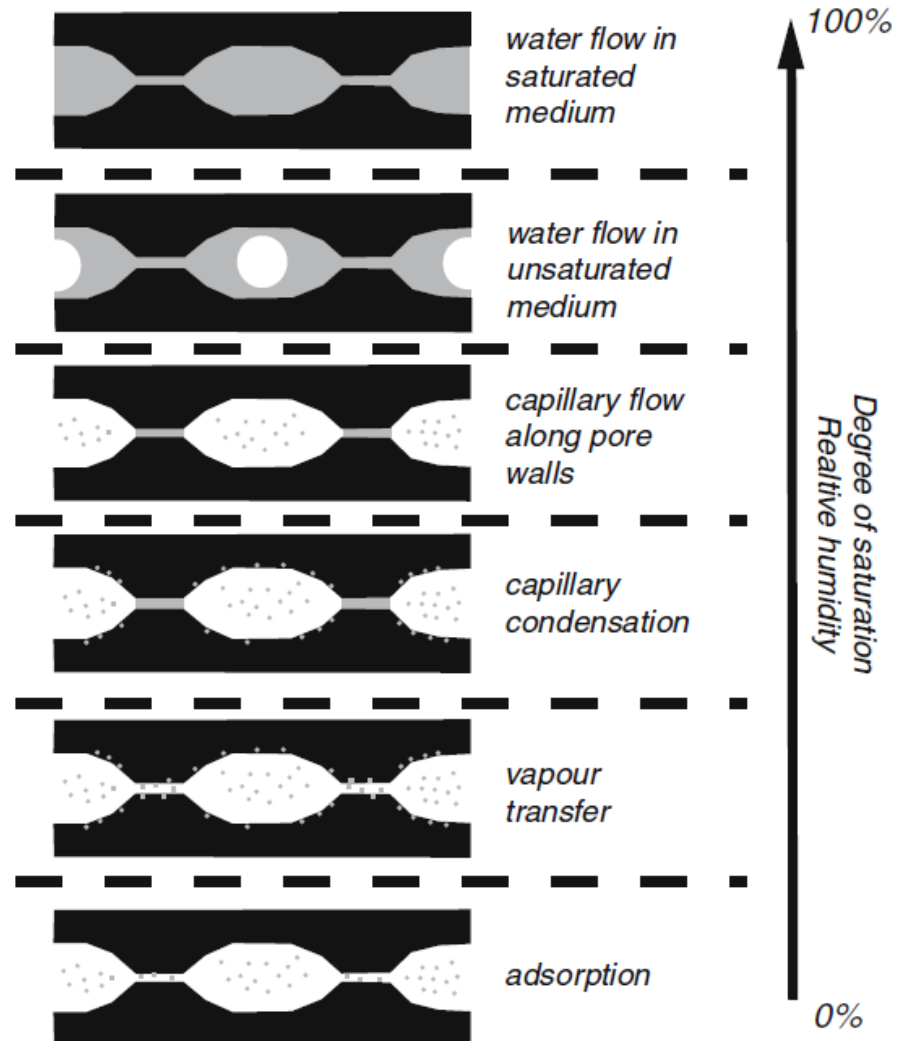 100%
water flow in
saturated
medium
water flow in
unsaturated
medium
capillary flow
along pore
walls
Degree of saturation
Realtive humidity
capillary
condensation
vapour
transfer
adsorption
0%